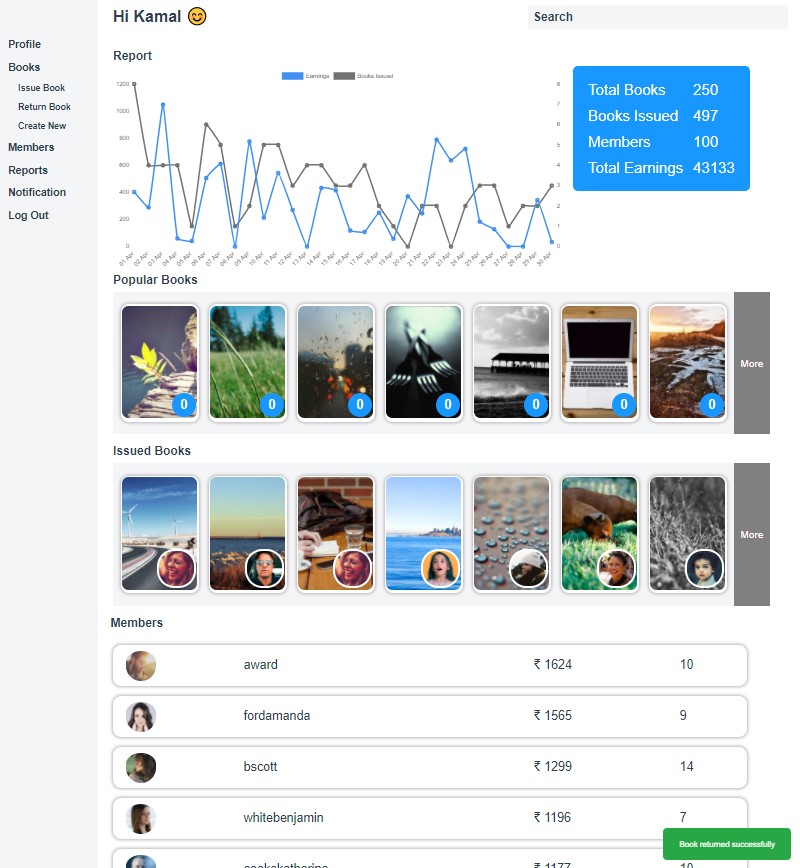 Hi Kamal 😊
Search
Profile
Books
Issue Book
Return Book
Create New
Members
Reports
Notification
Log Out
Report
Earnings Books Issued
1200
1000
800
600
400
200
0
8
7
6
5
4
3
2
1
0
01 Apr 02 Apr 03 Apr 04 Apr 05 Apr 06 Apr 07 Apr 08 Apr 09 Apr 10 Apr 11 Apr 12 Apr 13 Apr 14 Apr 15 Apr 16 Apr 17 Apr 18 Apr 19 Apr 20 Apr 21 Apr 22 Apr 23 Apr 24 Apr 25 Apr 26 Apr 27 Apr 28 Apr 29 Apr 30 Apr
Total Books 250
Books Issued 497
Members 100
Total Earnings 43133
Popular Books
0 0 0 0 0 0 0
More
Issued Books
More
Members
award ₹ 1624 10
fordamanda ₹ 1565 9
bscott ₹ 1299 14
whitebenjamin ₹ 1196 7
Book returned successfully